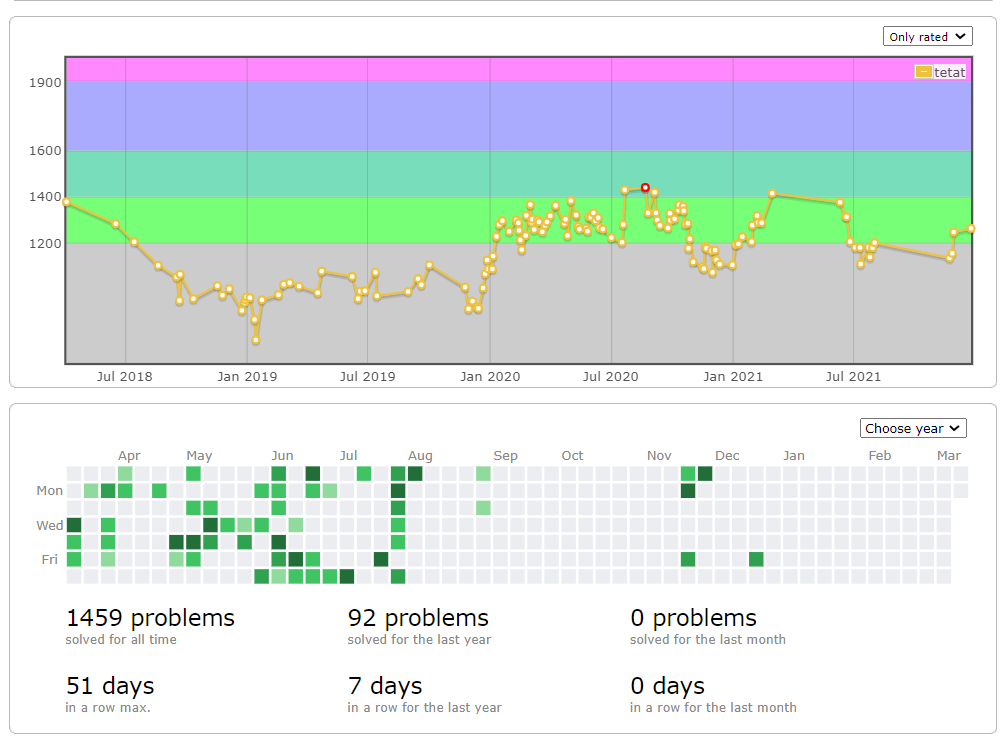 Only rated
tetat
1900
1600
1400
1200
Jul 2018 Jan 2019 Jul 2019 Jan 2020 Jul 2020 Jan 2021 Jul 2021
Choose year
Apr May Jun Jul Aug Sep Oct Nov Dec Jan Feb Mar
Mon
Wed
Fri
1459 problems 92 problems 0 problems
solved for all time solved for the last year solved for the last month
51 days 7 days 0 days
in a row max. in a row for the last year in a row for the last month